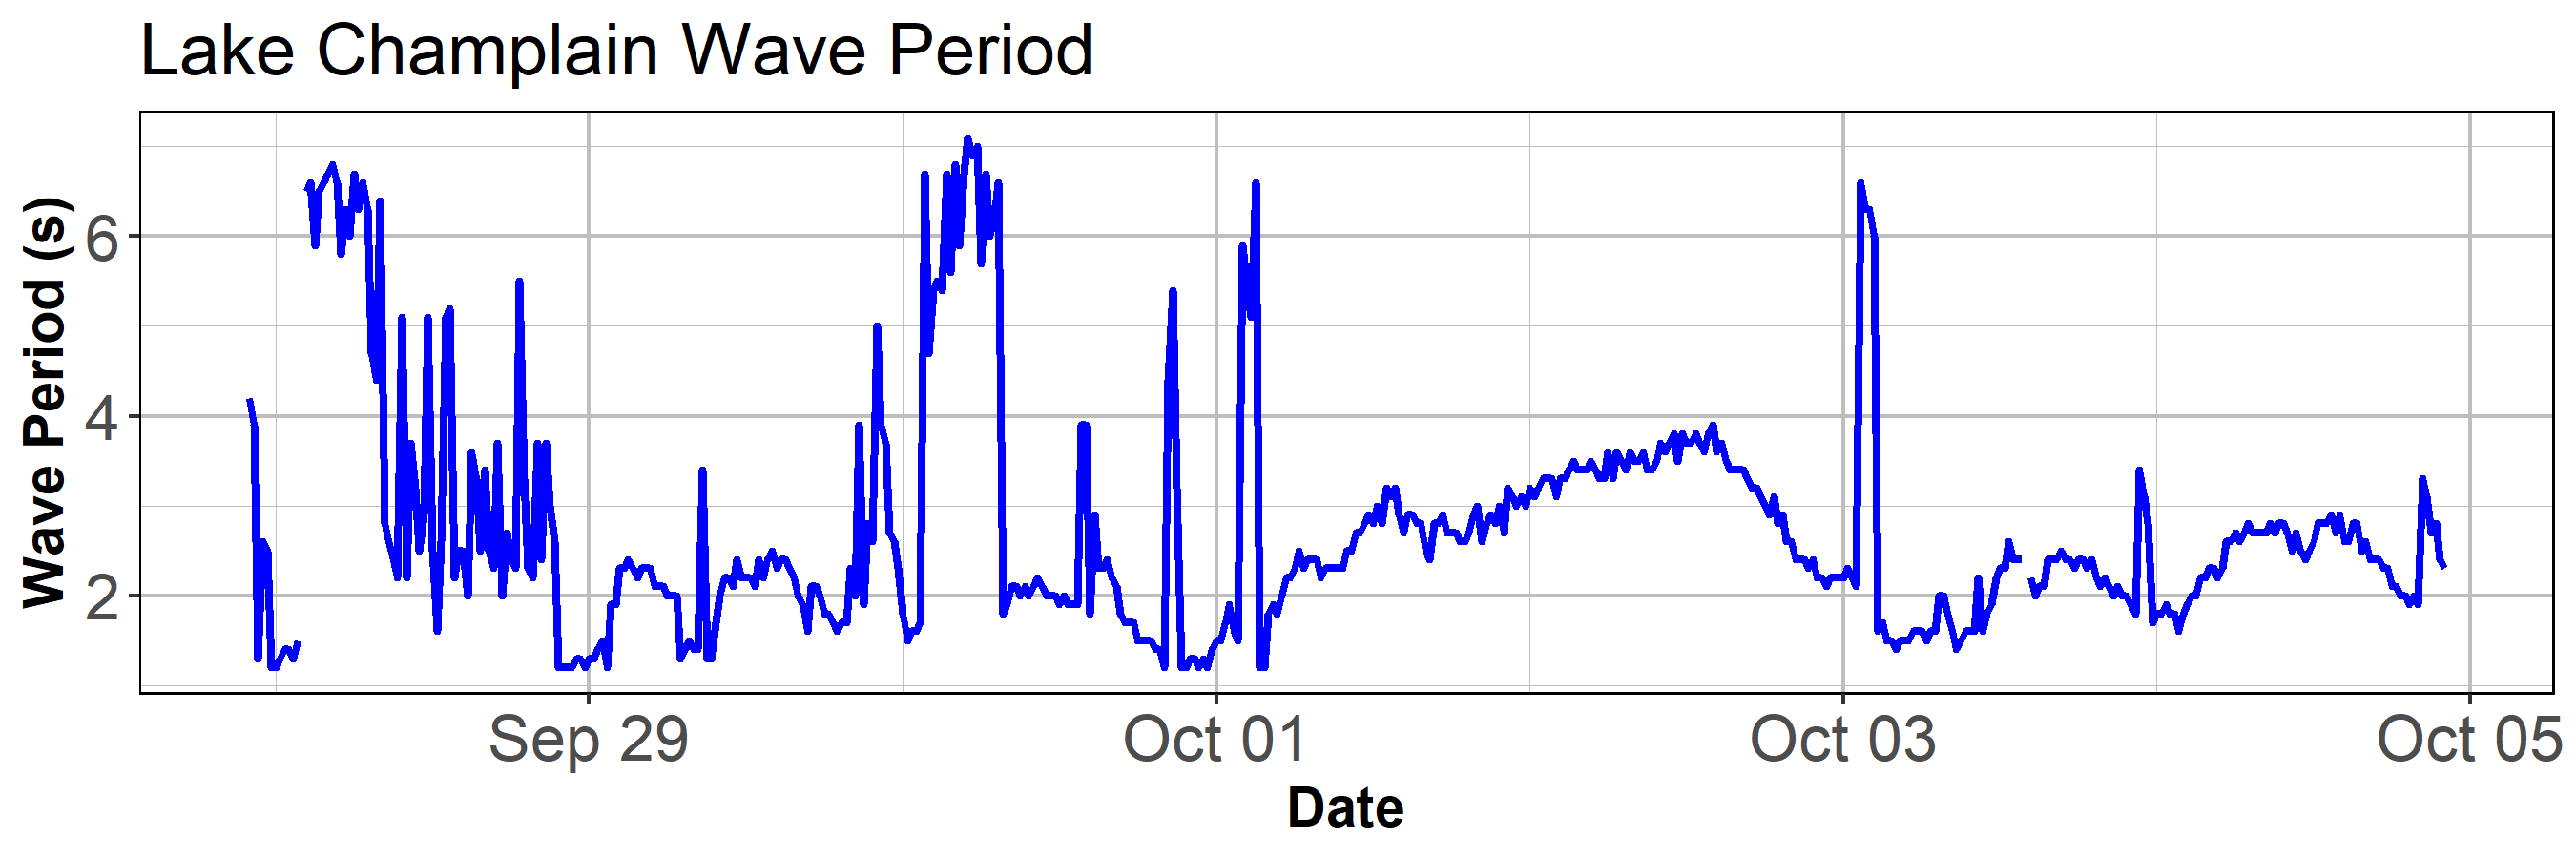 Lake Champlain Wave Period
Wave Period (s)
6
4
2
Sep 29
Oct 01
Oct 03
Oct 05
Date